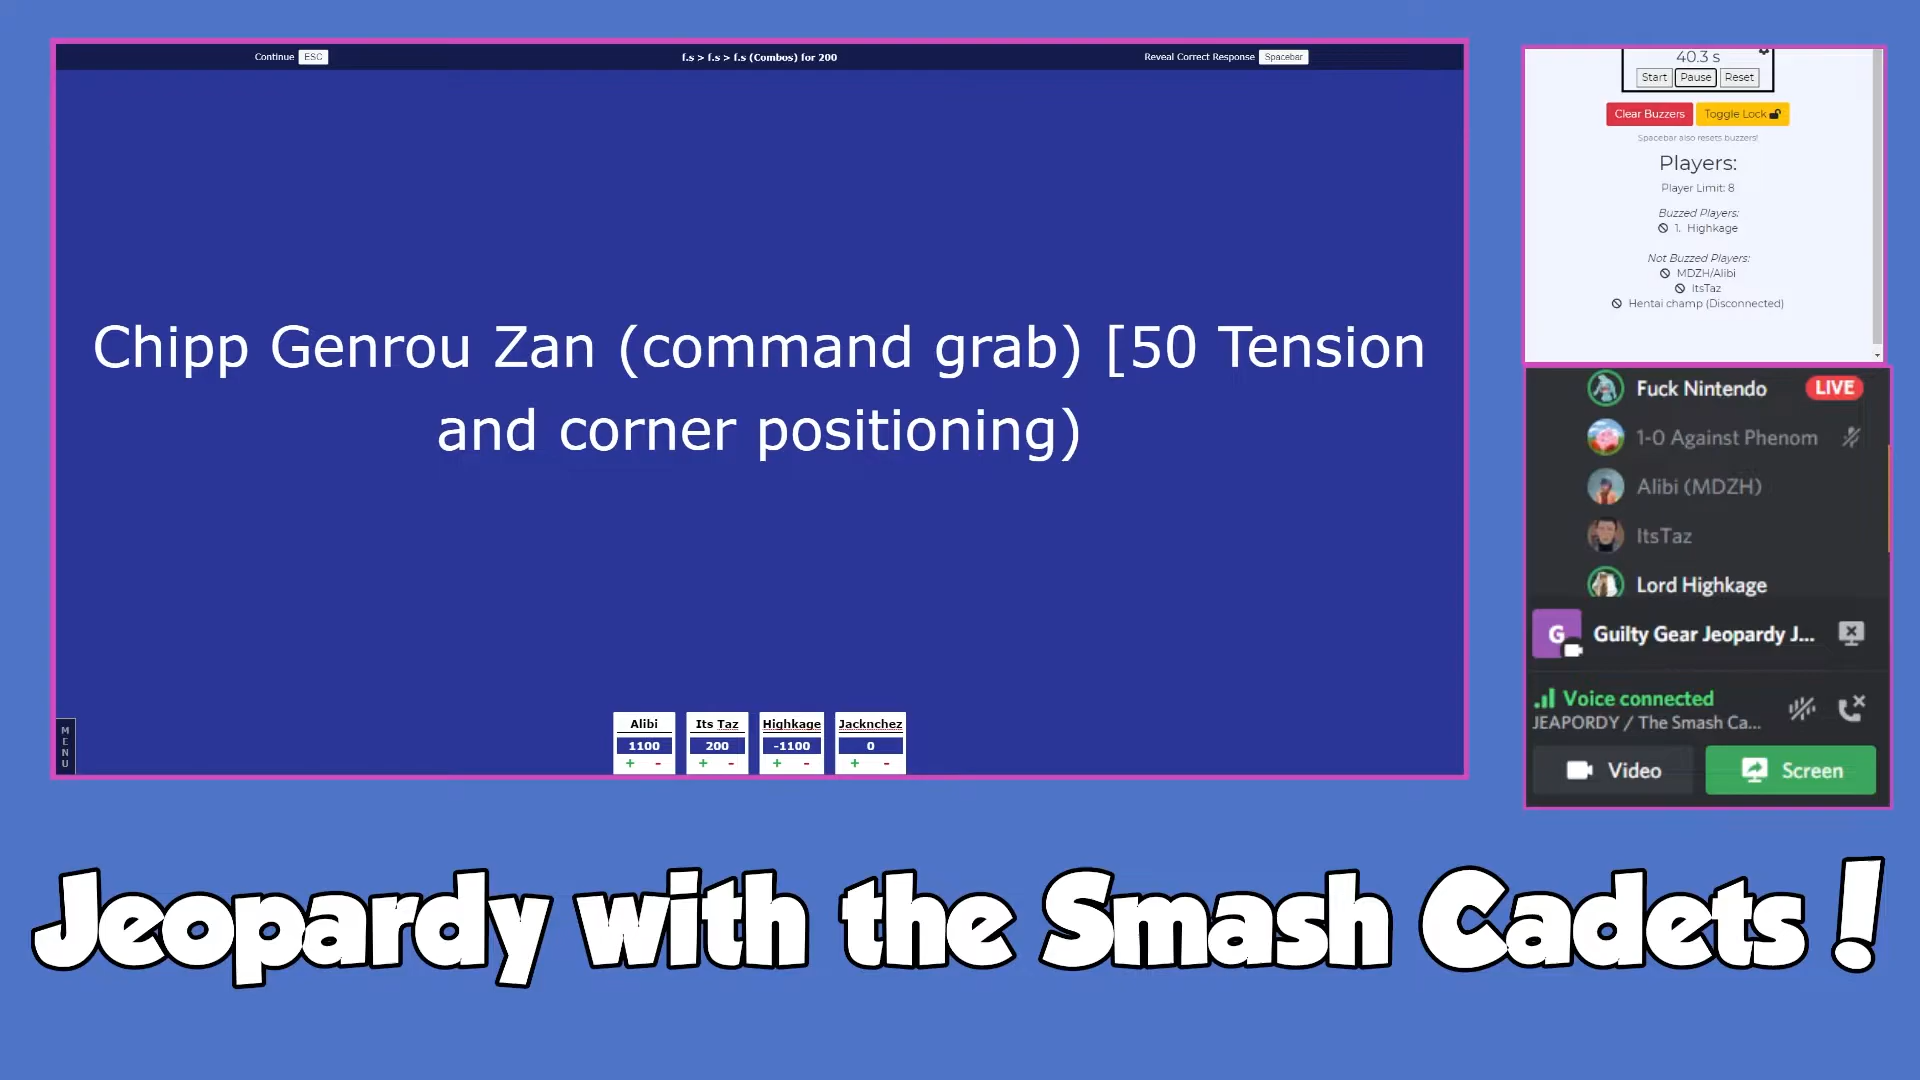 Continue ESC
f.s > f.s > f.s (Combos) for 200
Reveal Correct Response Spacebar
Chipp Genrou Zan (command grab) [50 Tension
and corner positioning)
MENU
Alibi
1100
+ -
Its Taz
200
+ -
Highkage
-1100
+ -
Jacknchez
0
+ -
40.3 s
Start Pause Reset
Clear Buzzers Toggle Lock
Spacebar also resets buzzers!
Players:
Player Limit: 8
Buzzed Players:
1. Highkage
Not Buzzed Players:
MDZH/Alibi
ItsTaz
Hentai champ (Disconnected)
Fuck Nintendo LIVE
1-0 Against Phenom
Alibi (MDZH)
ItsTaz
Lord Highkage
G Guilty Gear Jeopardy J...
Voice connected
JEAPORDY / The Smash Ca...
Video Screen
Jeopardy with the Smash Cadets!